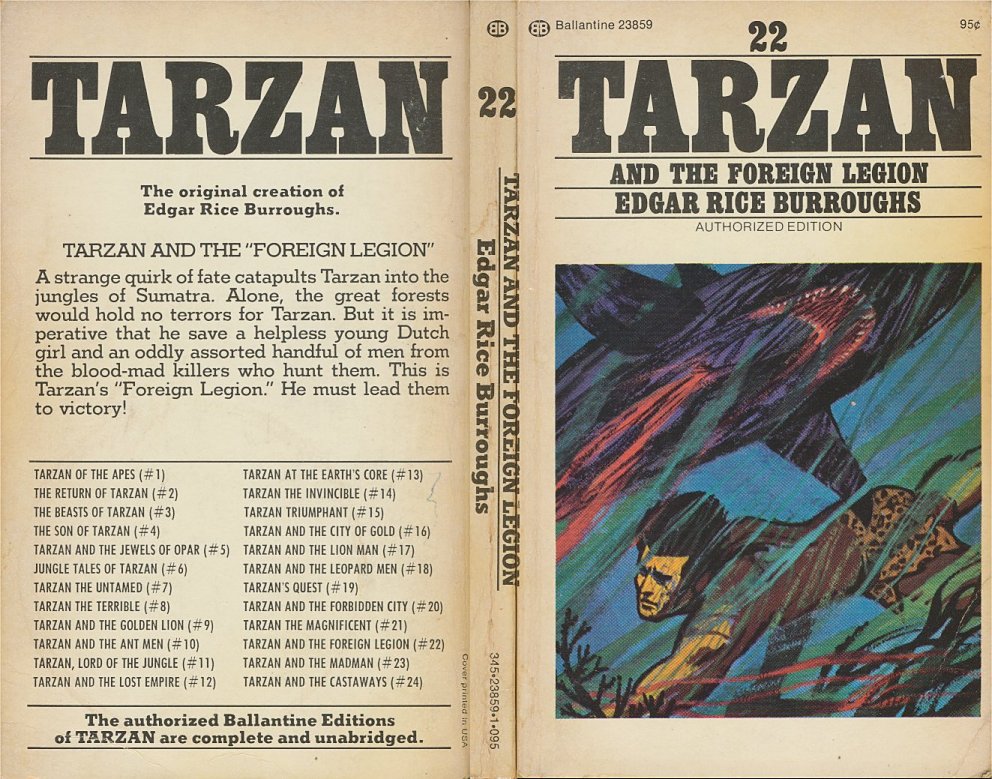 TARZAN
The original creation of
Edgar Rice Burroughs.
TARZAN AND THE "FOREIGN LEGION"
A strange quirk of fate catapults Tarzan into the
jungles of Sumatra. Alone, the great forests
would hold no terrors for Tarzan. But it is im-
perative that he save a helpless young Dutch
girl and an oddly assorted handful of men from
the blood-mad killers who hunt them. This is
Tarzan's "Foreign Legion." He must lead them
to victory!
TARZAN OF THE APES (#1)
THE RETURN OF TARZAN (#2)
THE BEASTS OF TARZAN (#3)
THE SON OF TARZAN (#4)
TARZAN AND THE JEWELS OF OPAR (#5)
JUNGLE TALES OF TARZAN (#6)
TARZAN THE UNTAMED (#7)
TARZAN THE TERRIBLE (#8)
TARZAN AND THE GOLDEN LION (#9)
TARZAN AND THE ANT MEN (#10)
TARZAN, LORD OF THE JUNGLE (#11)
TARZAN AND THE LOST EMPIRE (#12)
TARZAN AT THE EARTH'S CORE (#13)
TARZAN THE INVINCIBLE (#14)
TARZAN TRIUMPHANT (#15)
TARZAN AND THE CITY OF GOLD (#16)
TARZAN AND THE LION MAN (#17)
TARZAN AND THE LEOPARD MEN (#18)
TARZAN'S QUEST (#19)
TARZAN AND THE FORBIDDEN CITY (#20)
TARZAN THE MAGNIFICENT (#21)
TARZAN AND THE FOREIGN LEGION (#22)
TARZAN AND THE MADMAN (#23)
TARZAN AND THE CASTAWAYS (#24)
The authorized Ballantine Editions
of TARZAN are complete and unabridged.
Cover printed in USA
BB
22
TARZAN AND THE FOREIGN LEGION
Edgar Rice Burroughs
345•23859•1•095
BB Ballantine 23859
95¢
22
TARZAN
AND THE FOREIGN LEGION
EDGAR RICE BURROUGHS
AUTHORIZED EDITION